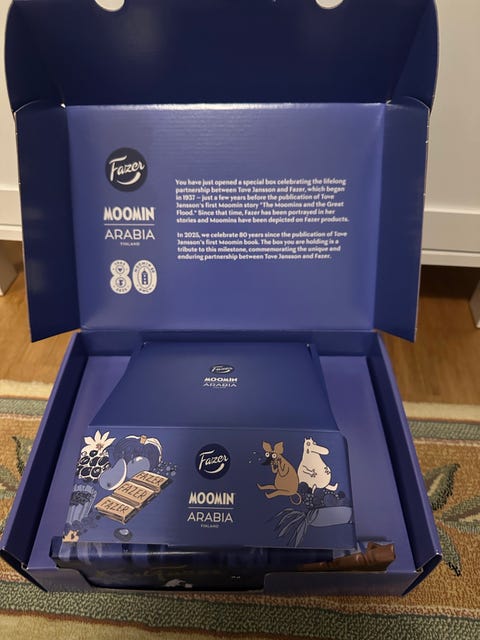 Fazer
MOOMIN
ARABIA
FINLAND
80
You have just opened a special box celebrating the lifelong
partnership between Tove Jansson and Fazer, which began
in 1937 – just a few years before the publication of Tove
Jansson's first Moomin story "The Moomins and the Great
Flood." Since that time, Fazer has been portrayed in her
stories and Moomins have been depicted on Fazer products.
In 2025, we celebrate 80 years since the publication of Tove
Jansson's first Moomin book. The box you are holding is a
tribute to this milestone, commemorating the unique and
enduring partnership between Tove Jansson and Fazer.
Fazer
MOOMIN
ARABIA
FINLAND
Fazer
MOOMIN
ARABIA
FINLAND
FAZER
FAZER
FAZER